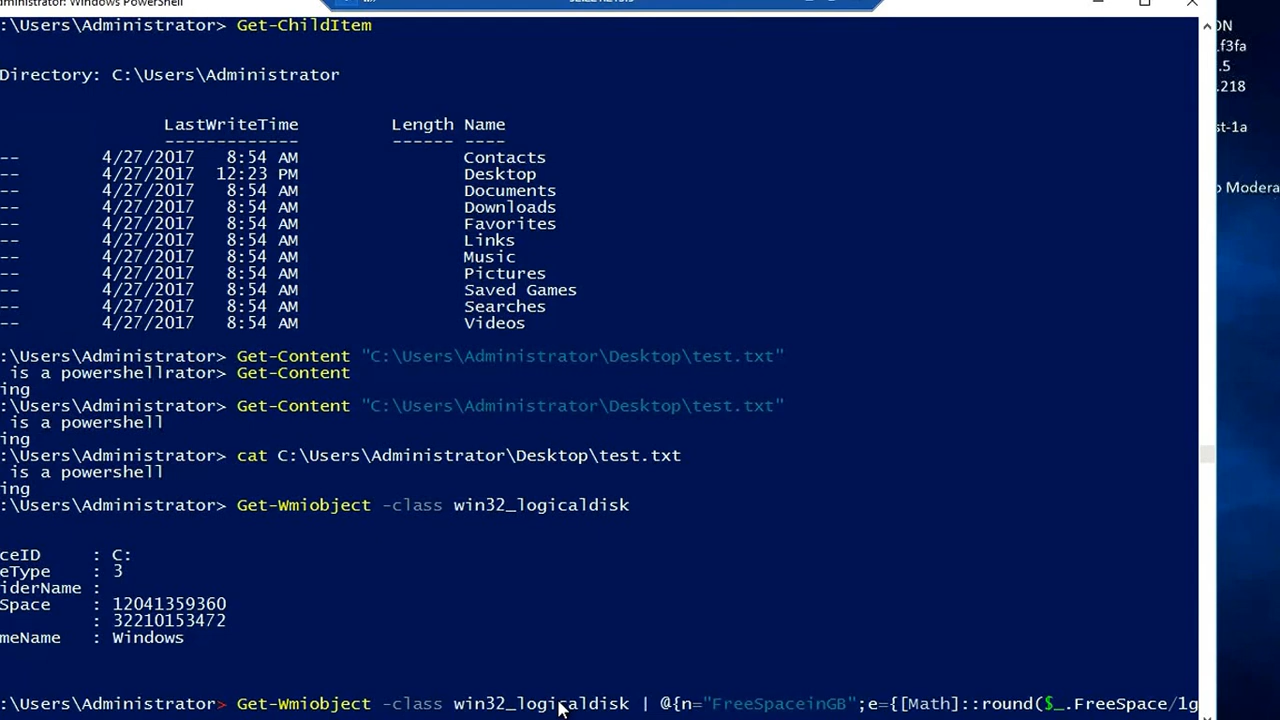 Administrator: Windows PowerShell
:\Users\Administrator> Get-ChildItem
Directory: C:\Users\Administrator
LastWriteTime Length Name
------------- ------ ----
-- 4/27/2017 8:54 AM Contacts
-- 4/27/2017 12:23 PM Desktop
-- 4/27/2017 8:54 AM Documents
-- 4/27/2017 8:54 AM Downloads
-- 4/27/2017 8:54 AM Favorites
-- 4/27/2017 8:54 AM Links
-- 4/27/2017 8:54 AM Music
-- 4/27/2017 8:54 AM Pictures
-- 4/27/2017 8:54 AM Saved Games
-- 4/27/2017 8:54 AM Searches
-- 4/27/2017 8:54 AM Videos
:\Users\Administrator> Get-Content "C:\Users\Administrator\Desktop\test.txt"
is a powershellrator> Get-Content
ing
:\Users\Administrator> Get-Content "C:\Users\Administrator\Desktop\test.txt"
is a powershell
ing
:\Users\Administrator> cat C:\Users\Administrator\Desktop\test.txt
is a powershell
ing
:\Users\Administrator> Get-Wmiobject -class win32_logicaldisk
ceID : C:
eType : 3
iderName :
Space : 12041359360
: 32210153472
meName : Windows
:\Users\Administrator> Get-Wmiobject -class win32_logicaldisk | @{n="FreeSpaceinGB";e={[Math]::round($_.FreeSpace/1g
ON
1f3fa
.5
.218
st-1a
o Modera